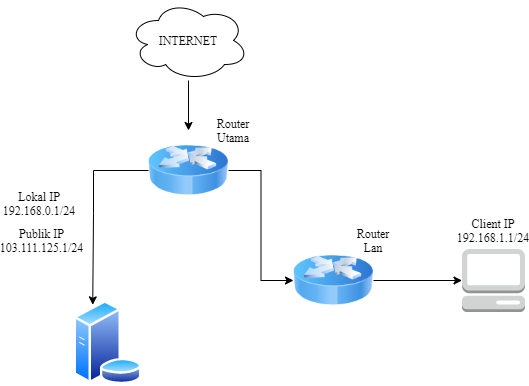 INTERNET
Router
Utama
Lokal IP
192.168.0.1/24
Publik IP
103.111.125.1/24
Router
Lan
Client IP
192.168.1.1/24